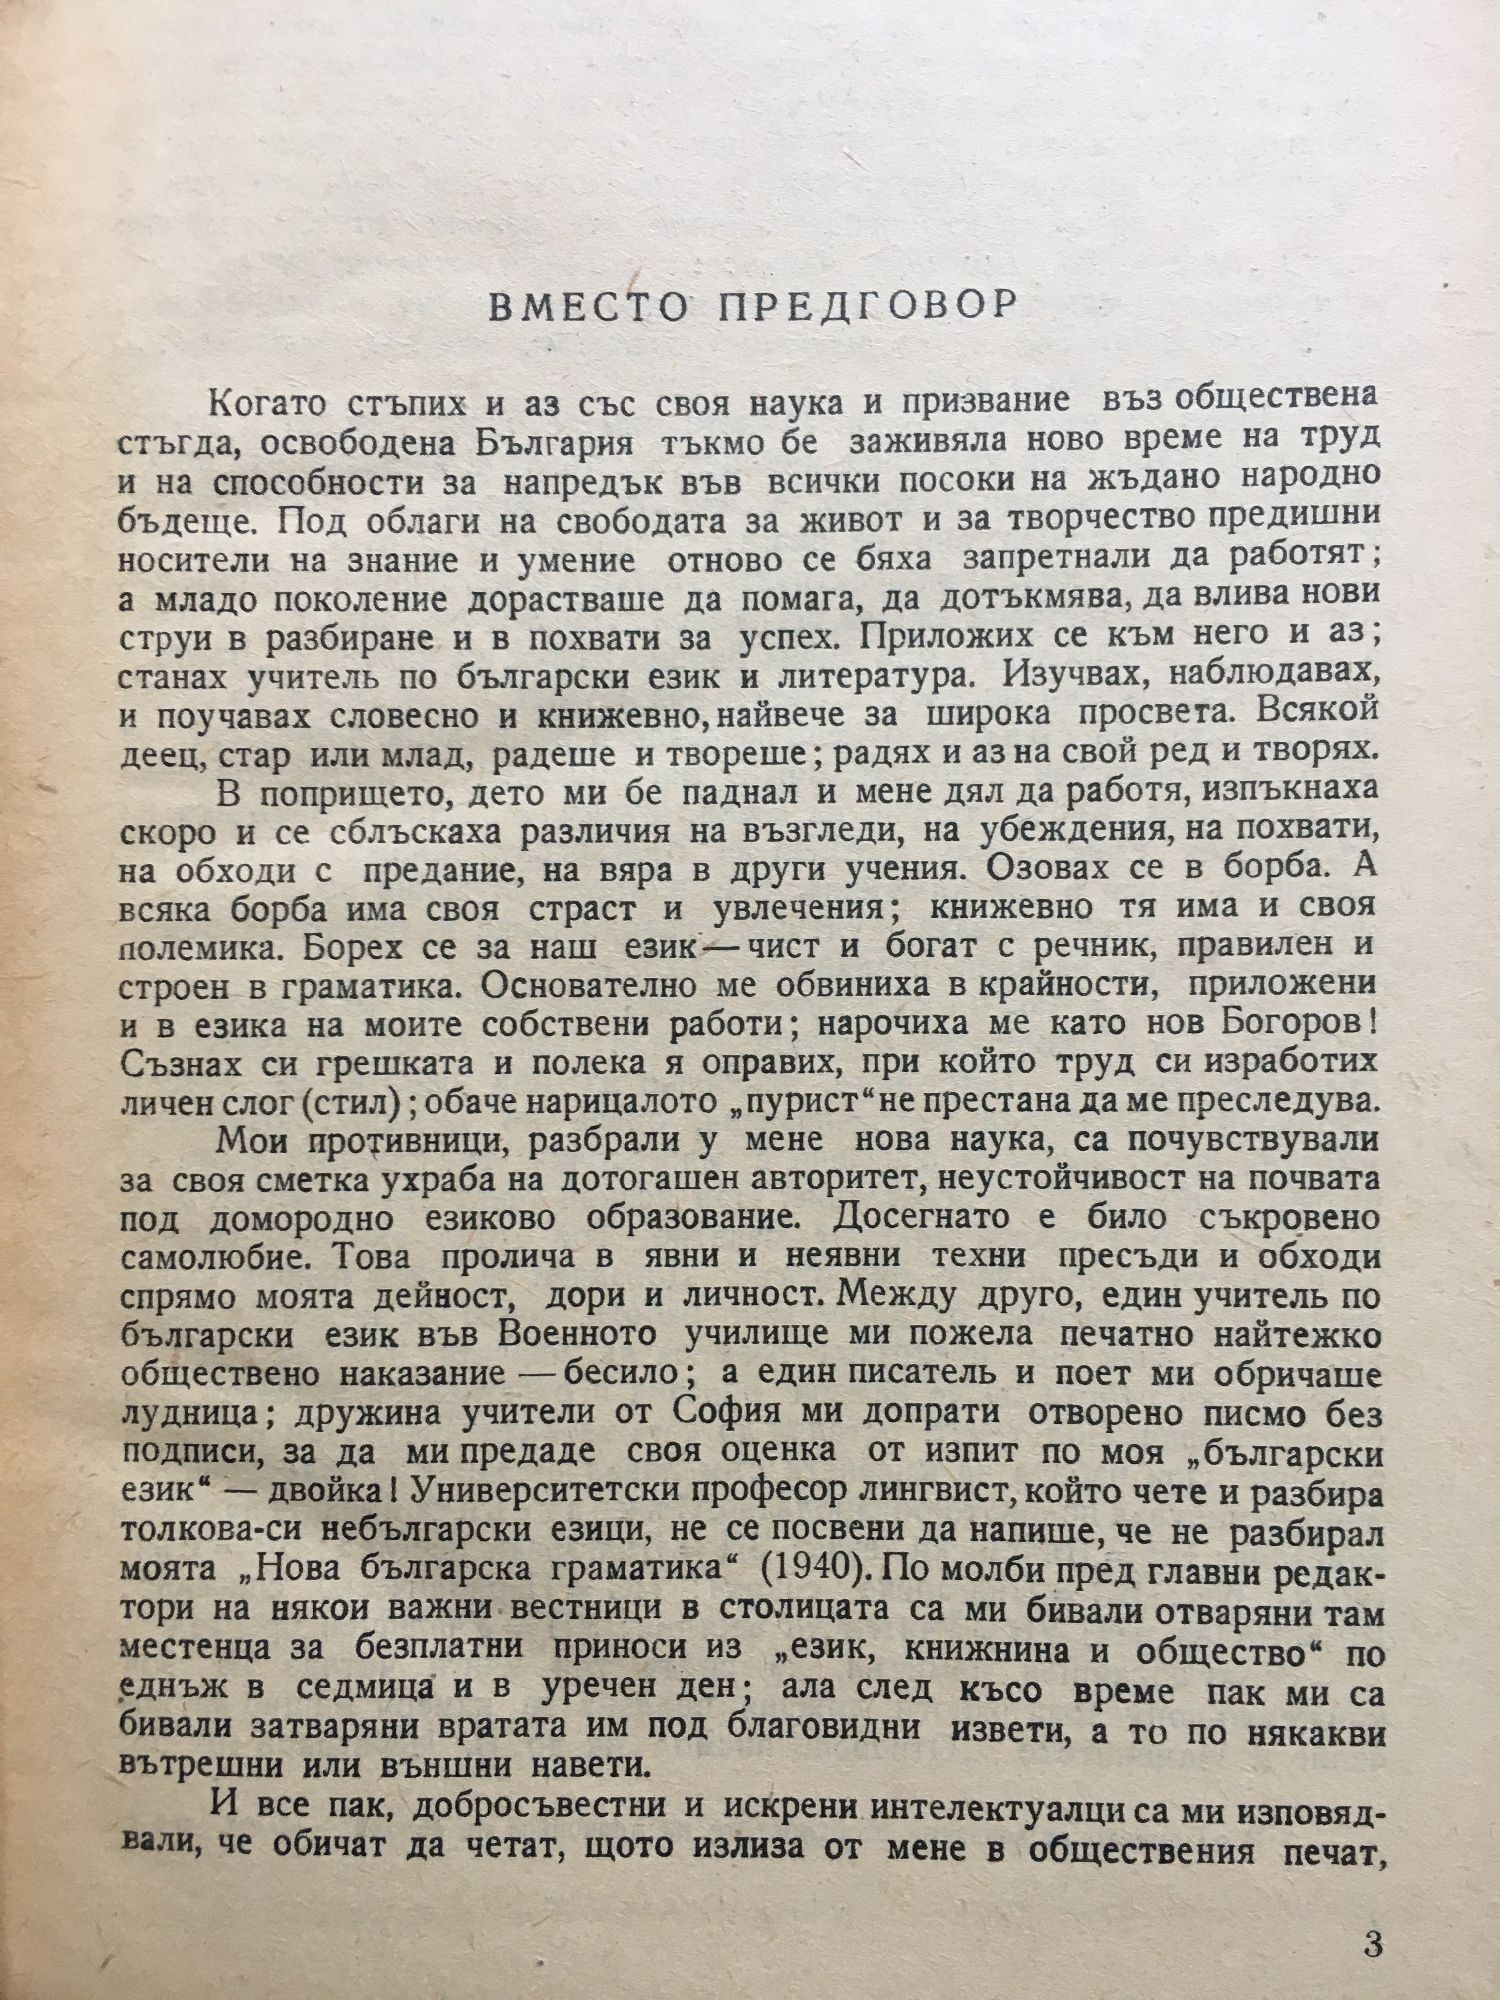 ВМЕСТО ПРЕДГОВОР
Когато стъпих и аз със своя наука и призвание въз обществена
стъгда, освободена България тъкмо бе заживяла ново време на труд
и на способности за напредък във всички посоки на жъдано народно
бъдеще. Под облаги на свободата за живот и за творчество предишни
носители на знание и умение отново се бяха запретнали да работят;
а младо поколение дорастваше да помага, да дотъкмява, да влива нови
струи в разбиране и в похвати за успех. Приложих се към него и аз;
станах учитель по български език и литература. Изучвах, наблюдавах,
и поучавах словесно и книжевно, найвече за широка просвета. Всякой
деец, стар или млад, радеше и твореше; радях и аз на свой ред и творях.
В попрището, дето ми бе паднал и мене дял да работя, изпъкнаха
скоро и се сблъскаха различия на възгледи, на убеждения, на похвати,
на обходи с предание, на вяра в други учения. Озовах се в борба. А
всяка борба има своя страст и увлечения; книжевно тя има и своя
полемика. Борех се за наш език — чист и богат с речник, правилен и
строен в граматика. Основателно ме обвиниха в крайности, приложени
и в езика на моите собствени работи; нарочиха ме като нов Богоров!
Съзнах си грешката и полека я оправих, при който труд си изработих
личен слог (стил); обаче нарицалото „пурист“ не престана да ме преследува.
Мои противници, разбрали у мене нова наука, са почувствували
за своя сметка ухраба на дотогашен авторитет, неустойчивост на почвата
под домородно езиково образование. Досегнато е било съкровено
самолюбие. Това пролича в явни и неявни техни пресъди и обходи
спрямо моята дейност, дори и личност. Между друго, един учитель по
български език във Военното училище ми пожела печатно найтежко
обществено наказание — бесило; а един писатель и поет ми обричаше
лудница; дружина учители от София ми допрати отворено писмо без
подписи, за да ми предаде своя оценка от изпит по моя „български
език“ — двойка! Университетски професор лингвист, който чете и разбира
толкова-си небългарски езици, не се посвени да напише, че не разбирал
моята „Нова българска граматика“ (1940). По молби пред главни редак-
тори на някои важни вестници в столицата са ми бивали отваряни там
местенца за безплатни приноси из „език, книжнина и общество“ по
еднъж в седмица и в уречен ден; ала след късо време пак ми са
бивали затваряни вратата им под благовидни извети, а то по някакви
вътрешни или външни навети.
И все пак, добросъвестни и искрени интелектуалци са ми изповяд-
вали, че обичат да четат, щото излиза от мене в обществения печат,
3